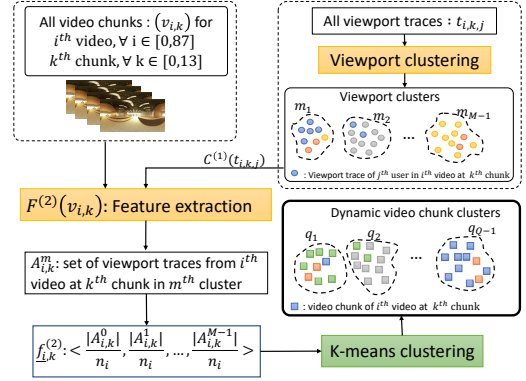 All video chunks : (v_{i,k}) for
i^{th} video, ∀ i ∈ [0,87]
k^{th} chunk, ∀ k ∈ [0,13]
All viewport traces : t_{i,k,j}
Viewport clustering
Viewport clusters
m_1
m_2
...
m_{M-1}
: Viewport trace of j^{th} user in i^{th} video at k^{th} chunk
C^{(1)}(t_{i,k,j})
F^{(2)}(v_{i,k}): Feature extraction
A^m_{i,k}: set of viewport traces from i^{th}
video at k^{th} chunk in m^{th} cluster
f^{(2)}_{i,k}: < |A^0_{i,k}|/n_i, |A^1_{i,k}|/n_i, ..., |A^{M-1}_{i,k}|/n_i >
Dynamic video chunk clusters
q_1
q_2
...
q_{Q-1}
: video chunk of i^{th} video at k^{th} chunk
K-means clustering